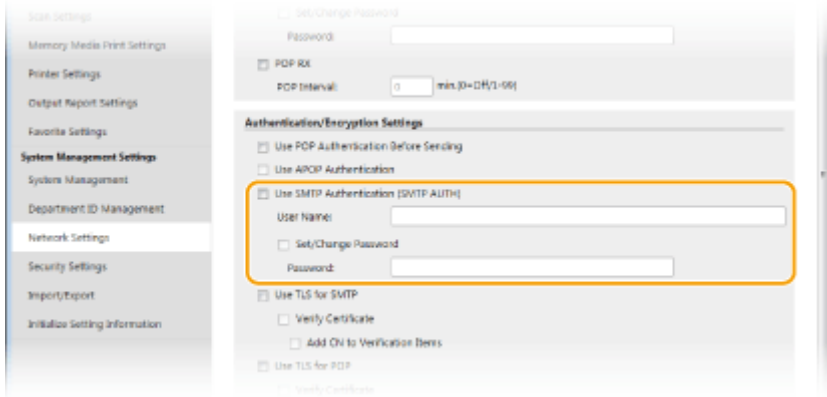 Scan Settings
Memory Media Print Settings
Printer Settings
Output Report Settings
Favorite Settings
System Management Settings
System Management
Department ID Management
Network Settings
Security Settings
Import/Export
Initialize Setting Information
Set/Change Password
Password:
POP RX
POP Interval:
0
min.(0=Off/1-99)
Authentication/Encryption Settings
Use POP Authentication Before Sending
Use APOP Authentication
Use SMTP Authentication (SMTP AUTH)
User Name:
Set/Change Password
Password:
Use TLS for SMTP
Verify Certificate
Add CN to Verification Items
Use TLS for POP
Verify Certificate